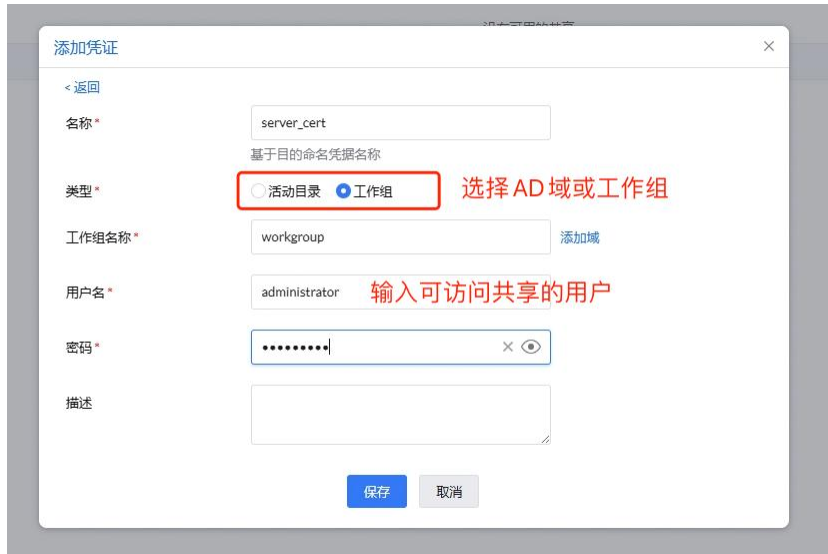 添加凭证
< 返回
名称 *
server_cert
基于目的命名凭据名称
类型 *
活动目录 工作组
选择AD域或工作组
工作组名称 *
workgroup
添加域
用户名 *
administrator
输入可访问共享的用户
密码 *
•••••••••
描述
保存 取消